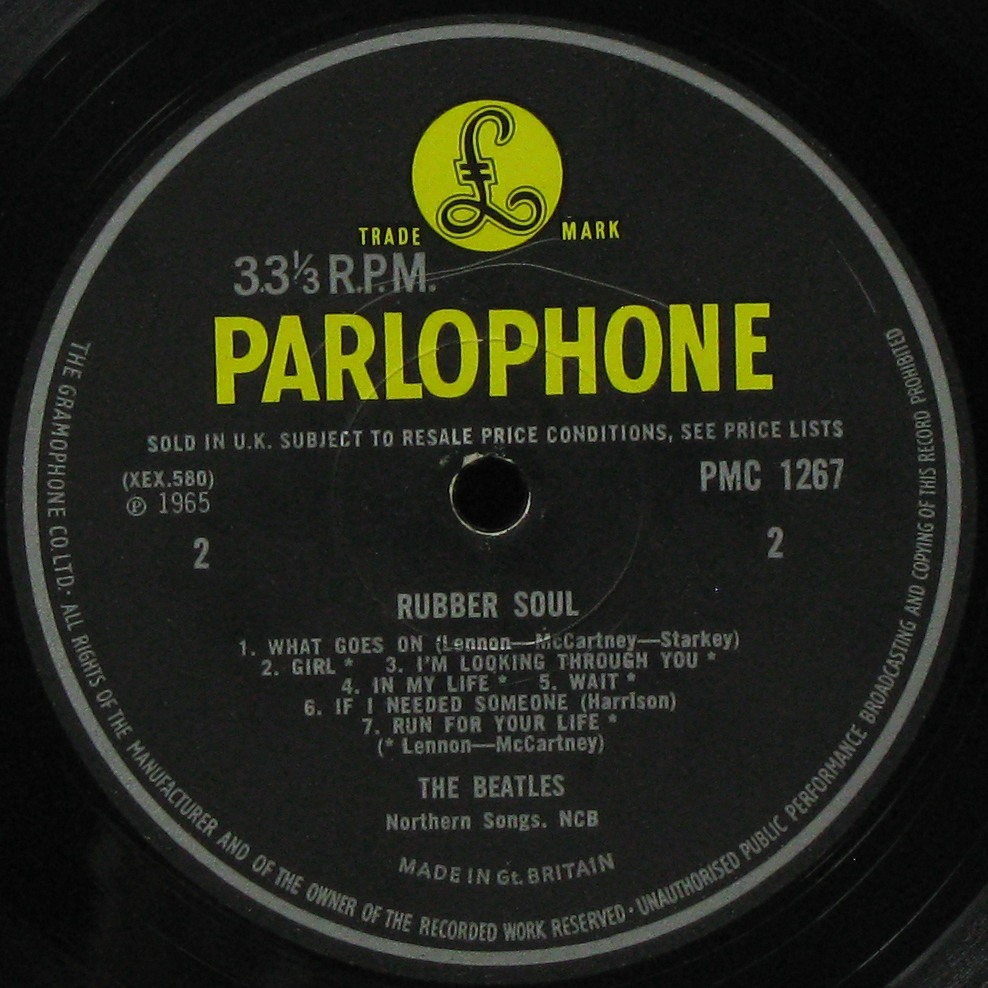 £
TRADE MARK
33⅓ R.P.M.
PARLOPHONE
SOLD IN U.K. SUBJECT TO RESALE PRICE CONDITIONS, SEE PRICE LISTS
(XEX.580) PMC 1267
℗ 1965
2 2
RUBBER SOUL
1. WHAT GOES ON (Lennon—McCartney—Starkey)
2. GIRL * 3. I'M LOOKING THROUGH YOU *
4. IN MY LIFE * 5. WAIT *
6. IF I NEEDED SOMEONE (Harrison)
7. RUN FOR YOUR LIFE *
(* Lennon—McCartney)
THE BEATLES
Northern Songs. NCB
MADE IN Gt. BRITAIN
THE GRAMOPHONE CO. LTD. · ALL RIGHTS OF THE MANUFACTURER AND OF THE OWNER OF THE RECORDED WORK RESERVED · UNAUTHORISED PUBLIC PERFORMANCE BROADCASTING AND COPYING OF THIS RECORD PROHIBITED